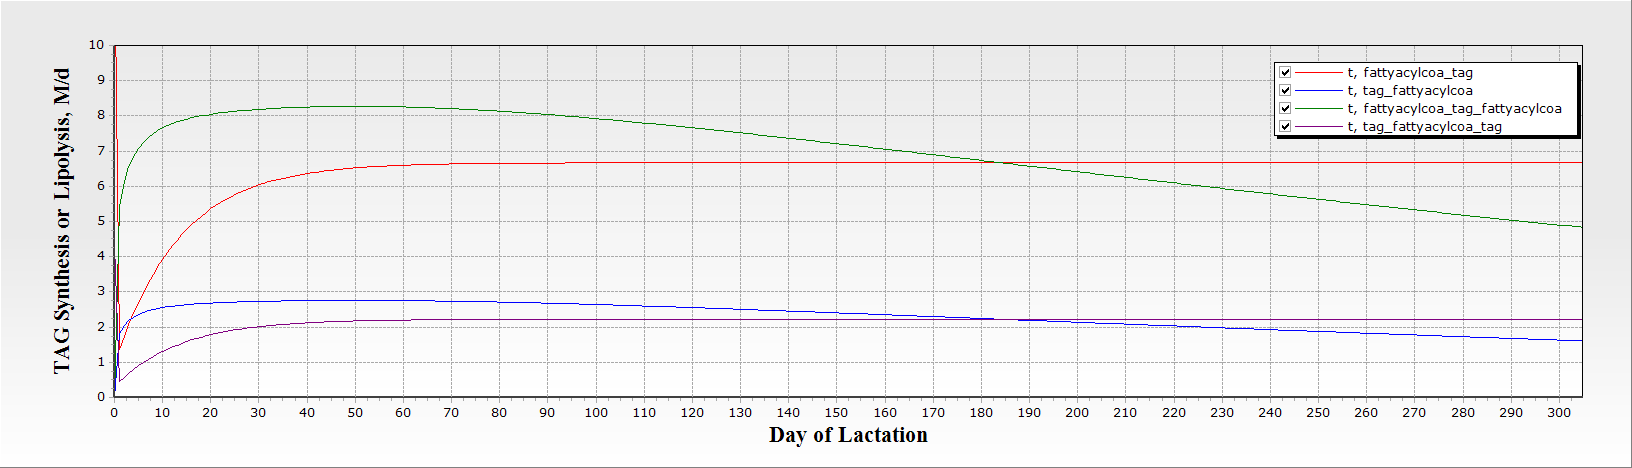 TAG Synthesis or Lipolysis, M/d
10
9
8
7
6
5
4
3
2
1
0
t, fattyacylcoa_tag
t, tag_fattyacylcoa
t, fattyacylcoa_tag_fattyacylcoa
t, tag_fattyacylcoa_tag
0 10 20 30 40 50 60 70 80 90 100 110 120 130 140 150 160 170 180 190 200 210 220 230 240 250 260 270 280 290 300
Day of Lactation